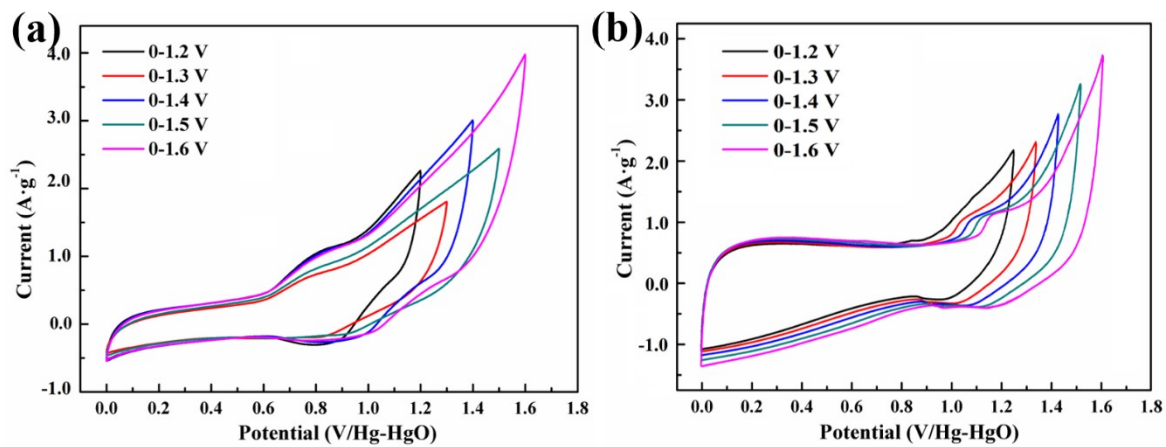 (a)
0-1.2 V
0-1.3 V
0-1.4 V
0-1.5 V
0-1.6 V
4.0
3.0
2.0
1.0
0.0
-1.0
Current (A·g⁻¹)
0.0 0.2 0.4 0.6 0.8 1.0 1.2 1.4 1.6 1.8
Potential (V/Hg-HgO)
(b)
0-1.2 V
0-1.3 V
0-1.4 V
0-1.5 V
0-1.6 V
4.0
3.0
2.0
1.0
0.0
-1.0
Current (A·g⁻¹)
0.0 0.2 0.4 0.6 0.8 1.0 1.2 1.4 1.6 1.8
Potential (V/Hg-HgO)